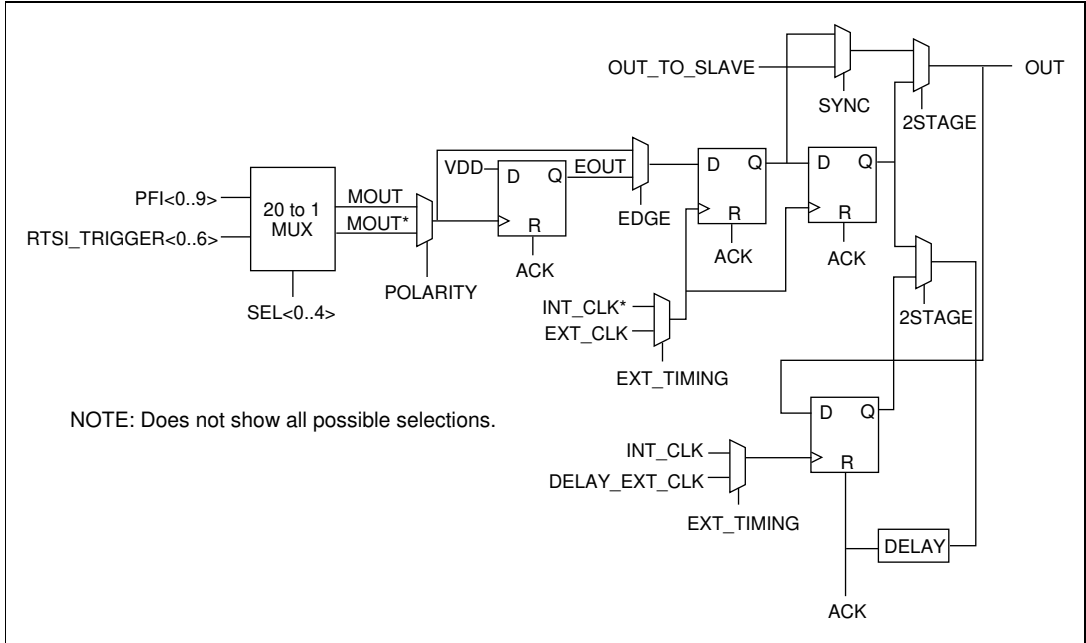 OUT_TO_SLAVE
OUT
SYNC
2STAGE
VDD
D Q
R
EOUT
D Q
R
D Q
R
PFI<0..9>
RTSI_TRIGGER<0..6>
20 to 1
MUX
MOUT
MOUT*
EDGE
ACK
ACK
ACK
POLARITY
SEL<0..4>
INT_CLK*
EXT_CLK
2STAGE
EXT_TIMING
NOTE: Does not show all possible selections.
D Q
R
INT_CLK
DELAY_EXT_CLK
EXT_TIMING
DELAY
ACK